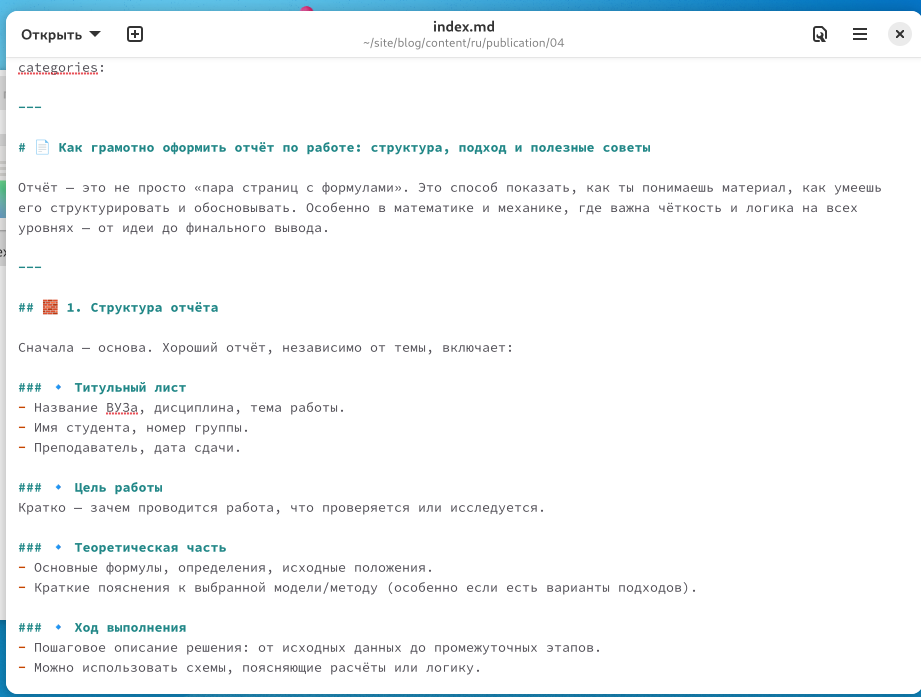 Открыть
index.md
~/site/blog/content/ru/publication/04
categories:
---
# 📄 Как грамотно оформить отчёт по работе: структура, подход и полезные советы
Отчёт — это не просто «пара страниц с формулами». Это способ показать, как ты понимаешь материал, как умеешь
его структурировать и обосновывать. Особенно в математике и механике, где важна чёткость и логика на всех
уровнях — от идеи до финального вывода.
---
## 🧱 1. Структура отчёта
Сначала — основа. Хороший отчёт, независимо от темы, включает:
### 🔹 Титульный лист
- Название ВУЗа, дисциплина, тема работы.
- Имя студента, номер группы.
- Преподаватель, дата сдачи.
### 🔹 Цель работы
Кратко — зачем проводится работа, что проверяется или исследуется.
### 🔹 Теоретическая часть
- Основные формулы, определения, исходные положения.
- Краткие пояснения к выбранной модели/методу (особенно если есть варианты подходов).
### 🔹 Ход выполнения
- Пошаговое описание решения: от исходных данных до промежуточных этапов.
- Можно использовать схемы, поясняющие расчёты или логику.